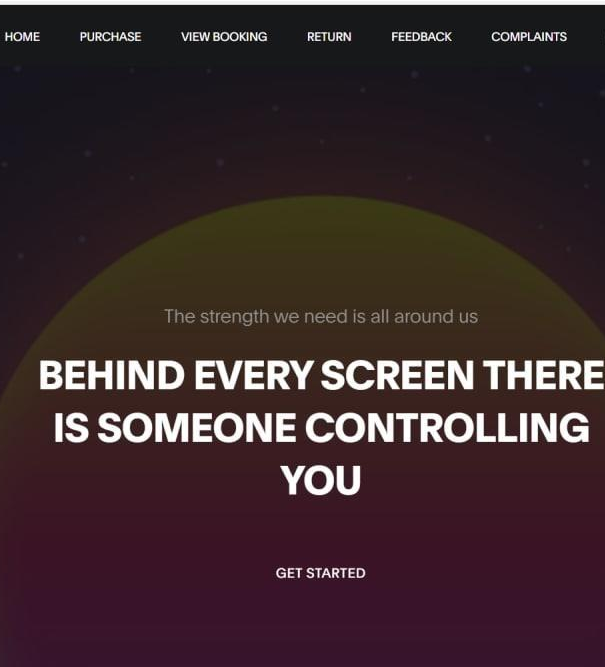 HOME PURCHASE VIEW BOOKING RETURN FEEDBACK COMPLAINTS
The strength we need is all around us
BEHIND EVERY SCREEN THERE
IS SOMEONE CONTROLLING
YOU
GET STARTED